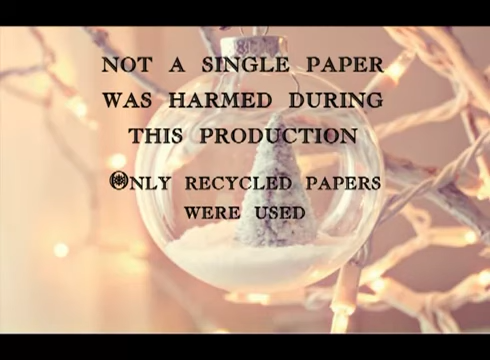 NOT A SINGLE PAPER
WAS HARMED DURING
THIS PRODUCTION
ONLY RECYCLED PAPERS
WERE USED